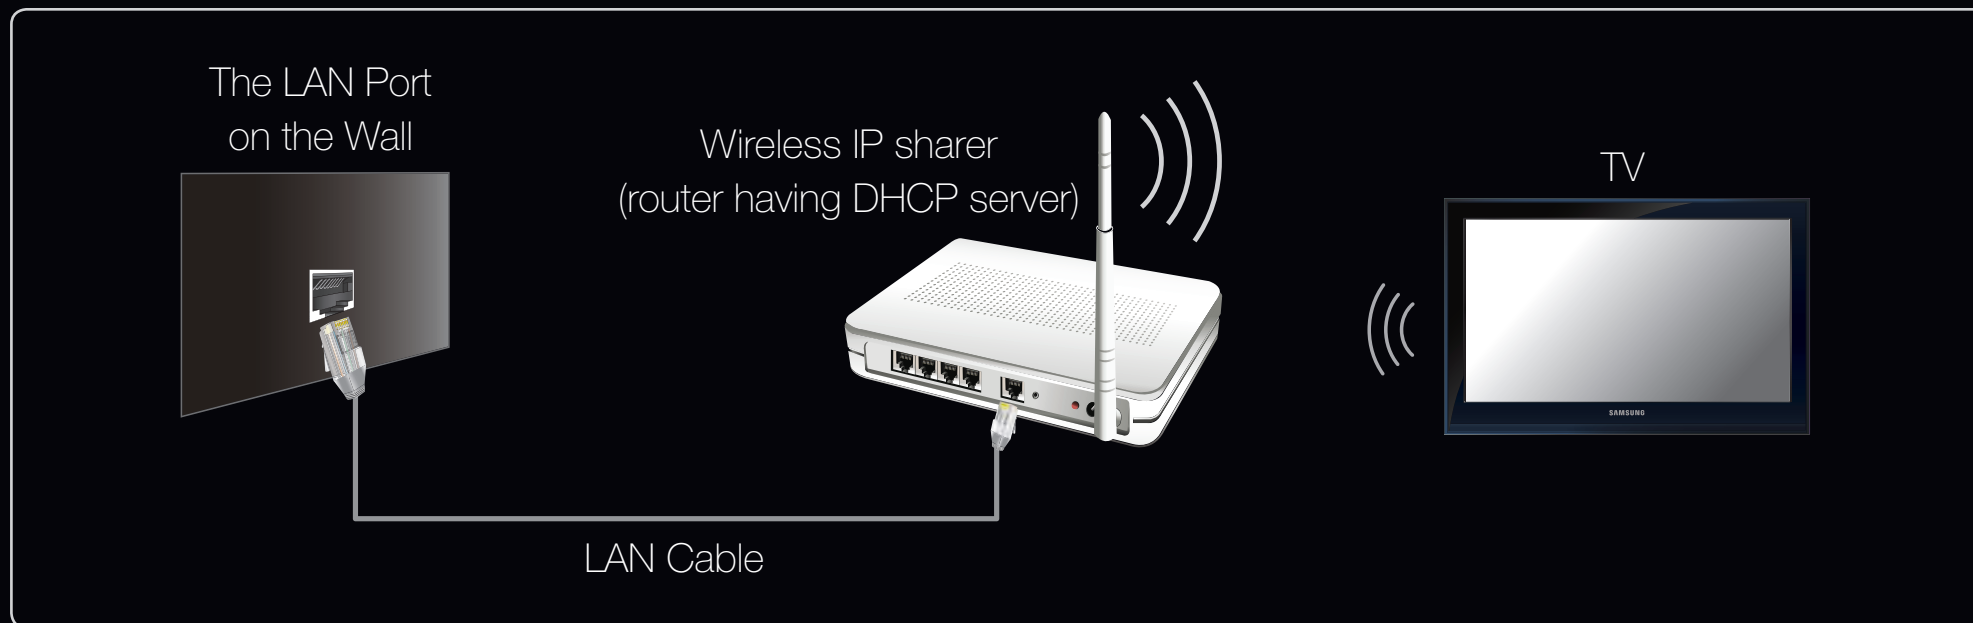 The LAN Port
on the Wall
Wireless IP sharer
(router having DHCP server)
TV
SAMSUNG
LAN Cable